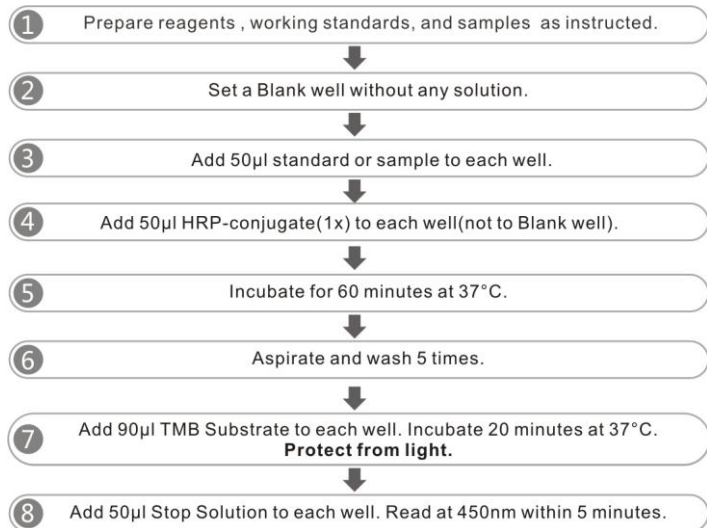 1 Prepare reagents , working standards, and samples as instructed.
2 Set a Blank well without any solution.
3 Add 50μl standard or sample to each well.
4 Add 50μl HRP-conjugate(1x) to each well(not to Blank well).
5 Incubate for 60 minutes at 37°C.
6 Aspirate and wash 5 times.
7 Add 90μl TMB Substrate to each well. Incubate 20 minutes at 37°C.
Protect from light.
8 Add 50μl Stop Solution to each well. Read at 450nm within 5 minutes.